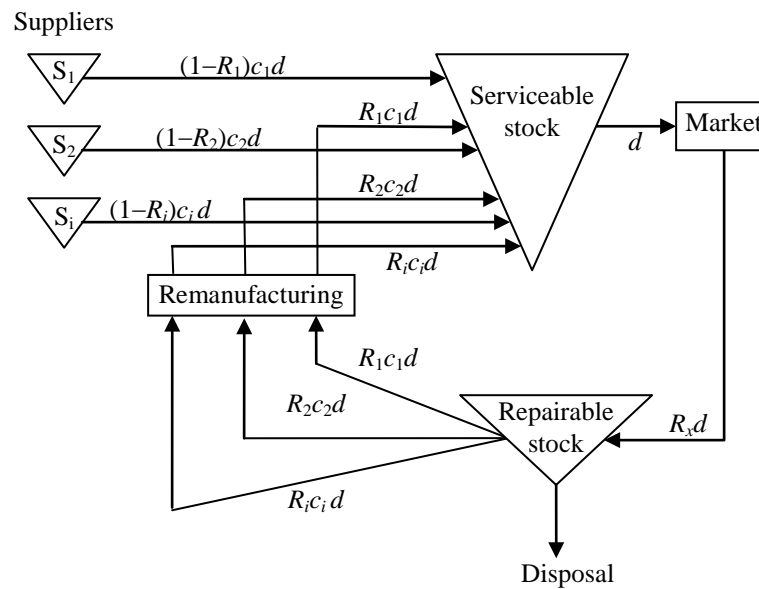 Suppliers
S₁
(1−R₁)c₁d
Serviceable
stock
R₁c₁d
Market
d
S₂
(1−R₂)c₂d
R₂c₂d
Sᵢ
(1−Rᵢ)cᵢd
Rᵢcᵢd
Remanufacturing
R₁c₁d
R₂c₂d
Repairable
stock
Rₓd
Rᵢcᵢd
Disposal